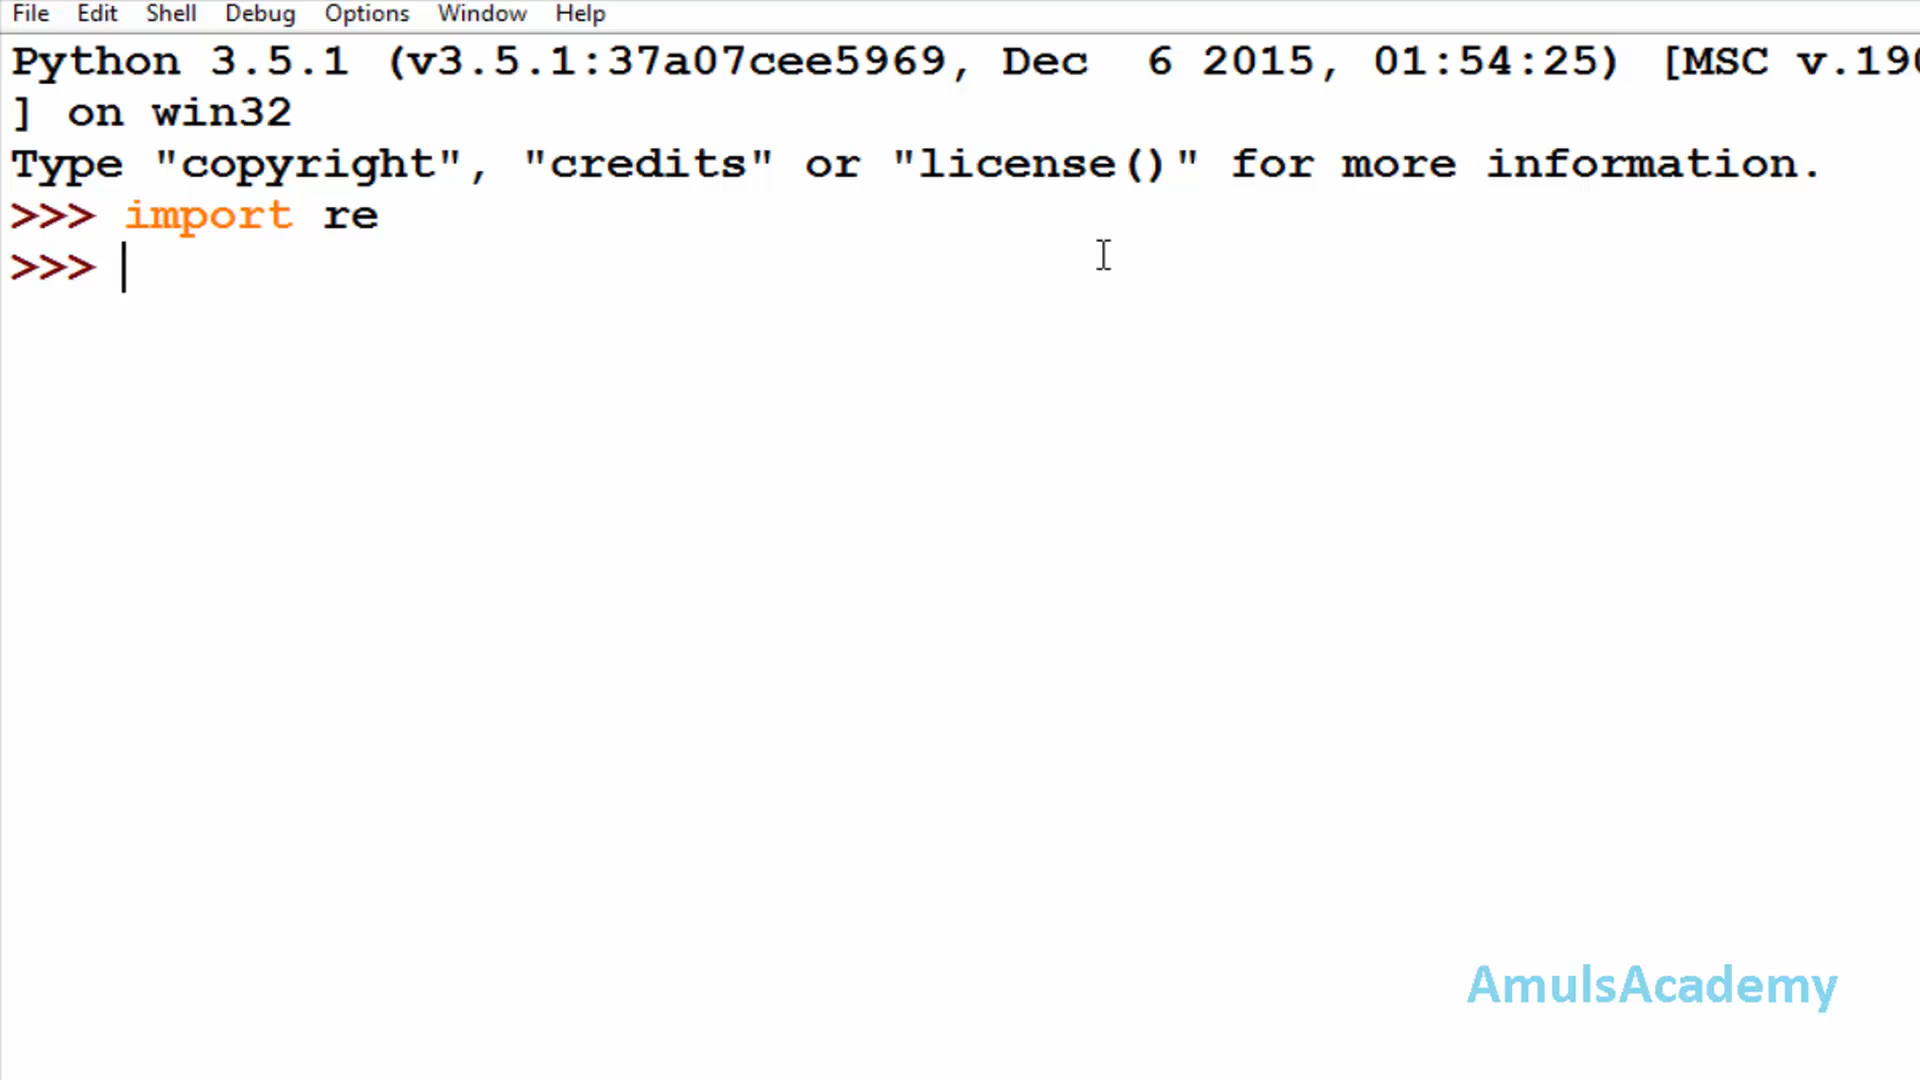 File Edit Shell Debug Options Window Help
Python 3.5.1 (v3.5.1:37a07cee5969, Dec  6 2015, 01:54:25) [MSC v.190
] on win32
Type "copyright", "credits" or "license()" for more information.
>>> import re
>>>
AmulsAcademy